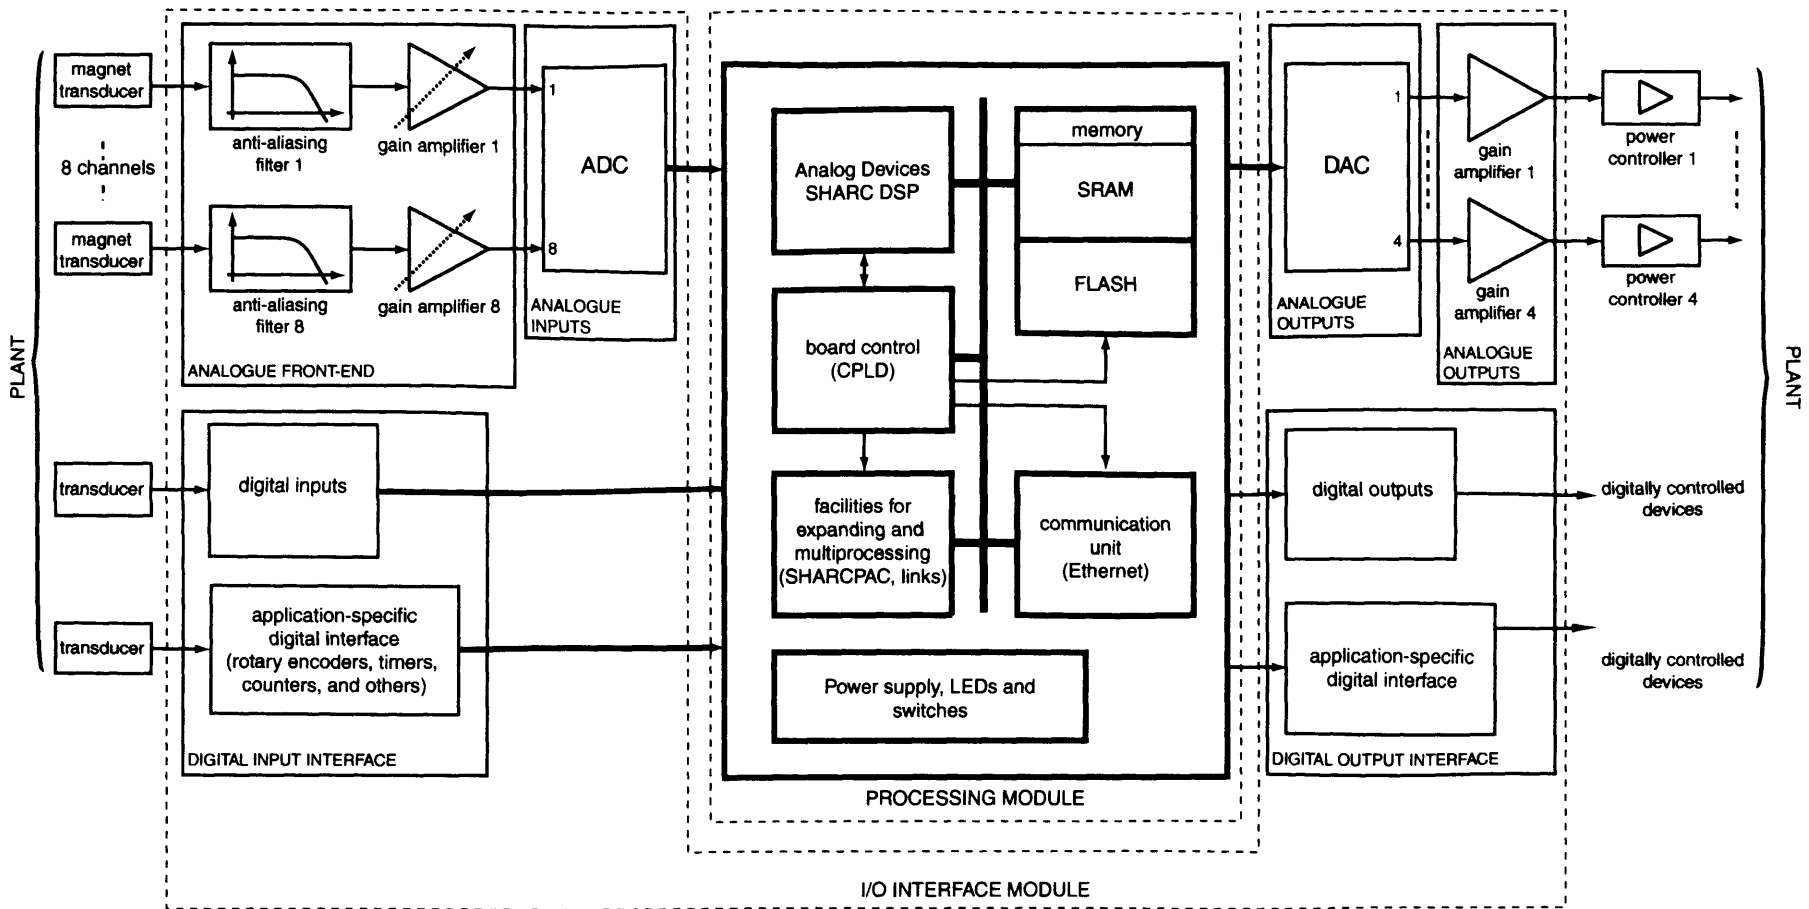 PLANT
magnet
transducer
8 channels
magnet
transducer
transducer
transducer
anti-aliasing
filter 1
gain amplifier 1
anti-aliasing
filter 8
gain amplifier 8
ANALOGUE FRONT-END
1
ADC
8
ANALOGUE
INPUTS
digital inputs
application-specific
digital interface
(rotary encoders, timers,
counters, and others)
DIGITAL INPUT INTERFACE
Analog Devices
SHARC DSP
memory
SRAM
FLASH
board control
(CPLD)
facilities for
expanding and
multiprocessing
(SHARCPAC, links)
communication
unit
(Ethernet)
Power supply, LEDs and
switches
PROCESSING MODULE
I/O INTERFACE MODULE
1
DAC
4
ANALOGUE
OUTPUTS
gain
amplifier 1
gain
amplifier 4
ANALOGUE
OUTPUTS
power
controller 1
power
controller 4
digital outputs
application-specific
digital interface
DIGITAL OUTPUT INTERFACE
digitally controlled
devices
digitally controlled
devices
PLANT